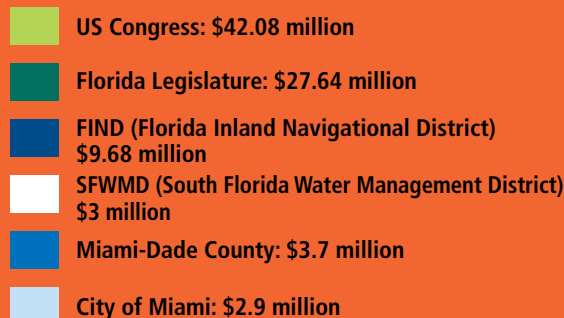 US Congress: $42.08 million
Florida Legislature: $27.64 million
FIND (Florida Inland Navigational District)
$9.68 million
SFWMD (South Florida Water Management District)
$3 million
Miami-Dade County: $3.7 million
City of Miami: $2.9 million